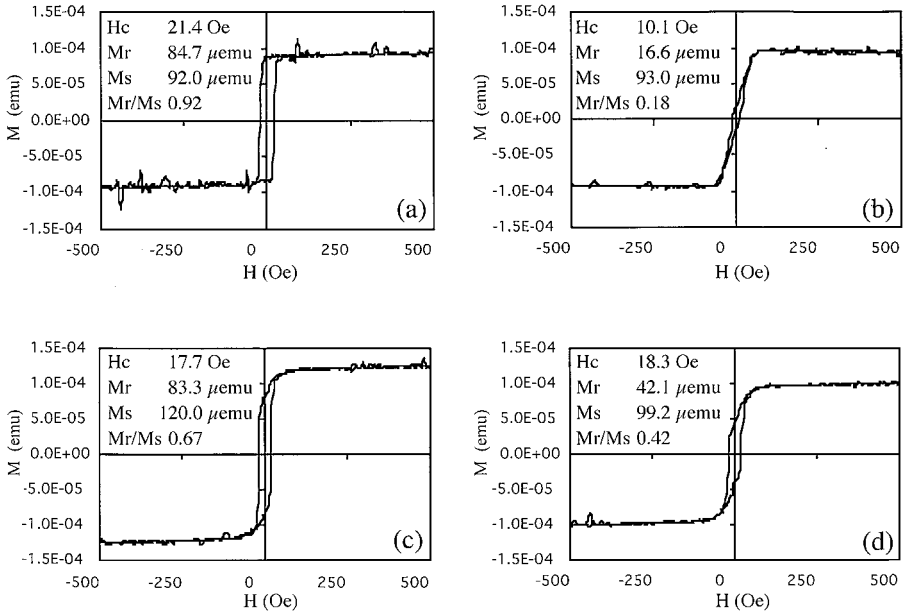 1.5E-04
1.0E-04
5.0E-05
0.0E+00
-5.0E-05
-1.0E-04
-1.5E-04
M (emu)
Hc 21.4 Oe
Mr 84.7 μemu
Ms 92.0 μemu
Mr/Ms 0.92
(a)
-500 -250 0 250 500
H (Oe)
1.5E-04
1.0E-04
5.0E-05
0.0E+00
-5.0E-05
-1.0E-04
-1.5E-04
M (emu)
Hc 10.1 Oe
Mr 16.6 μemu
Ms 93.0 μemu
Mr/Ms 0.18
(b)
-500 -250 0 250 500
H (Oe)
1.5E-04
1.0E-04
5.0E-05
0.0E+00
-5.0E-05
-1.0E-04
-1.5E-04
M (emu)
Hc 17.7 Oe
Mr 83.3 μemu
Ms 120.0 μemu
Mr/Ms 0.67
(c)
-500 -250 0 250 500
H (Oe)
1.5E-04
1.0E-04
5.0E-05
0.0E+00
-5.0E-05
-1.0E-04
-1.5E-04
M (emu)
Hc 18.3 Oe
Mr 42.1 μemu
Ms 99.2 μemu
Mr/Ms 0.42
(d)
-500 -250 0 250 500
H (Oe)